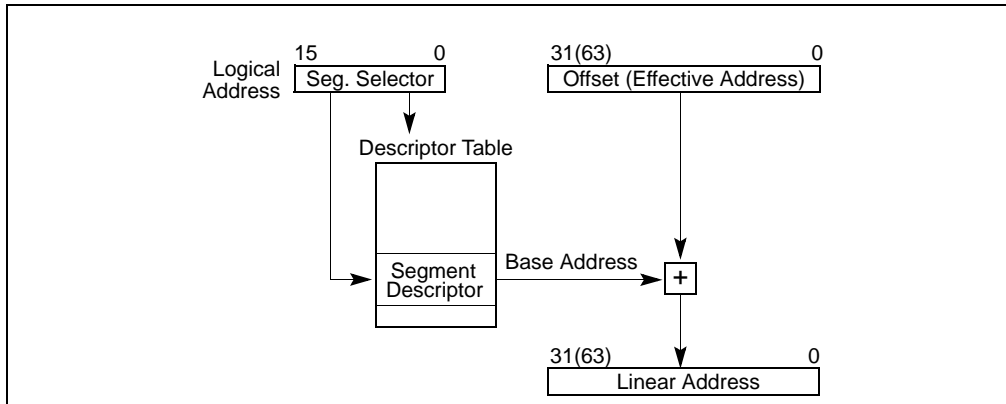 15 0 31(63) 0
Logical Address
Seg. Selector
Offset (Effective Address)
Descriptor Table
Base Address
Segment
Descriptor
+
31(63) 0
Linear Address